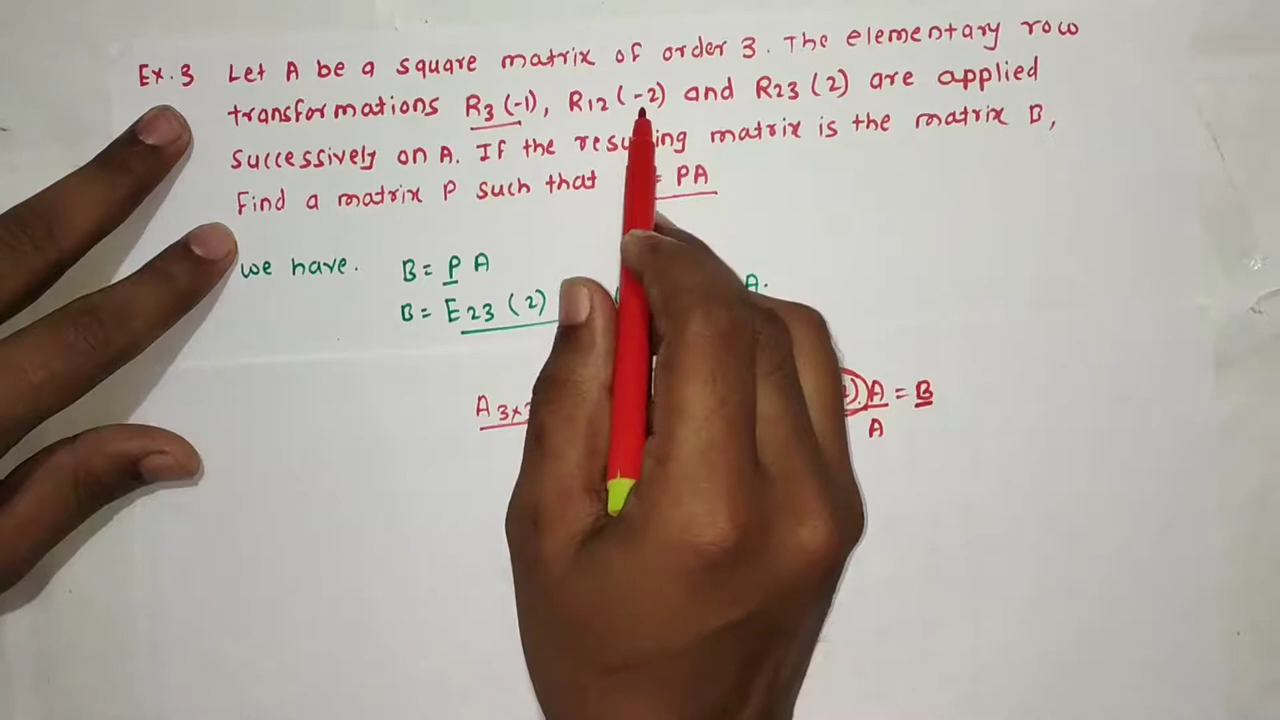 Ex.3 Let A be a square matrix of order 3. The elementary row
transformations R3(-1), R12(-2) and R23(2) are applied
successively on A. If the matrix is the matrix B,
Find a matrix P such that = PA
we have. B = P A
B = E23(2) A.
A3×3 A = B
A